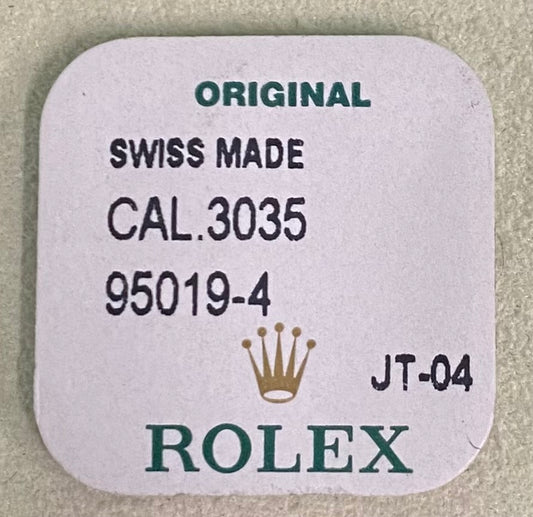 ORIGINAL
SWISS MADE
CAL.3035
95019-4
JT-04
ROLEX